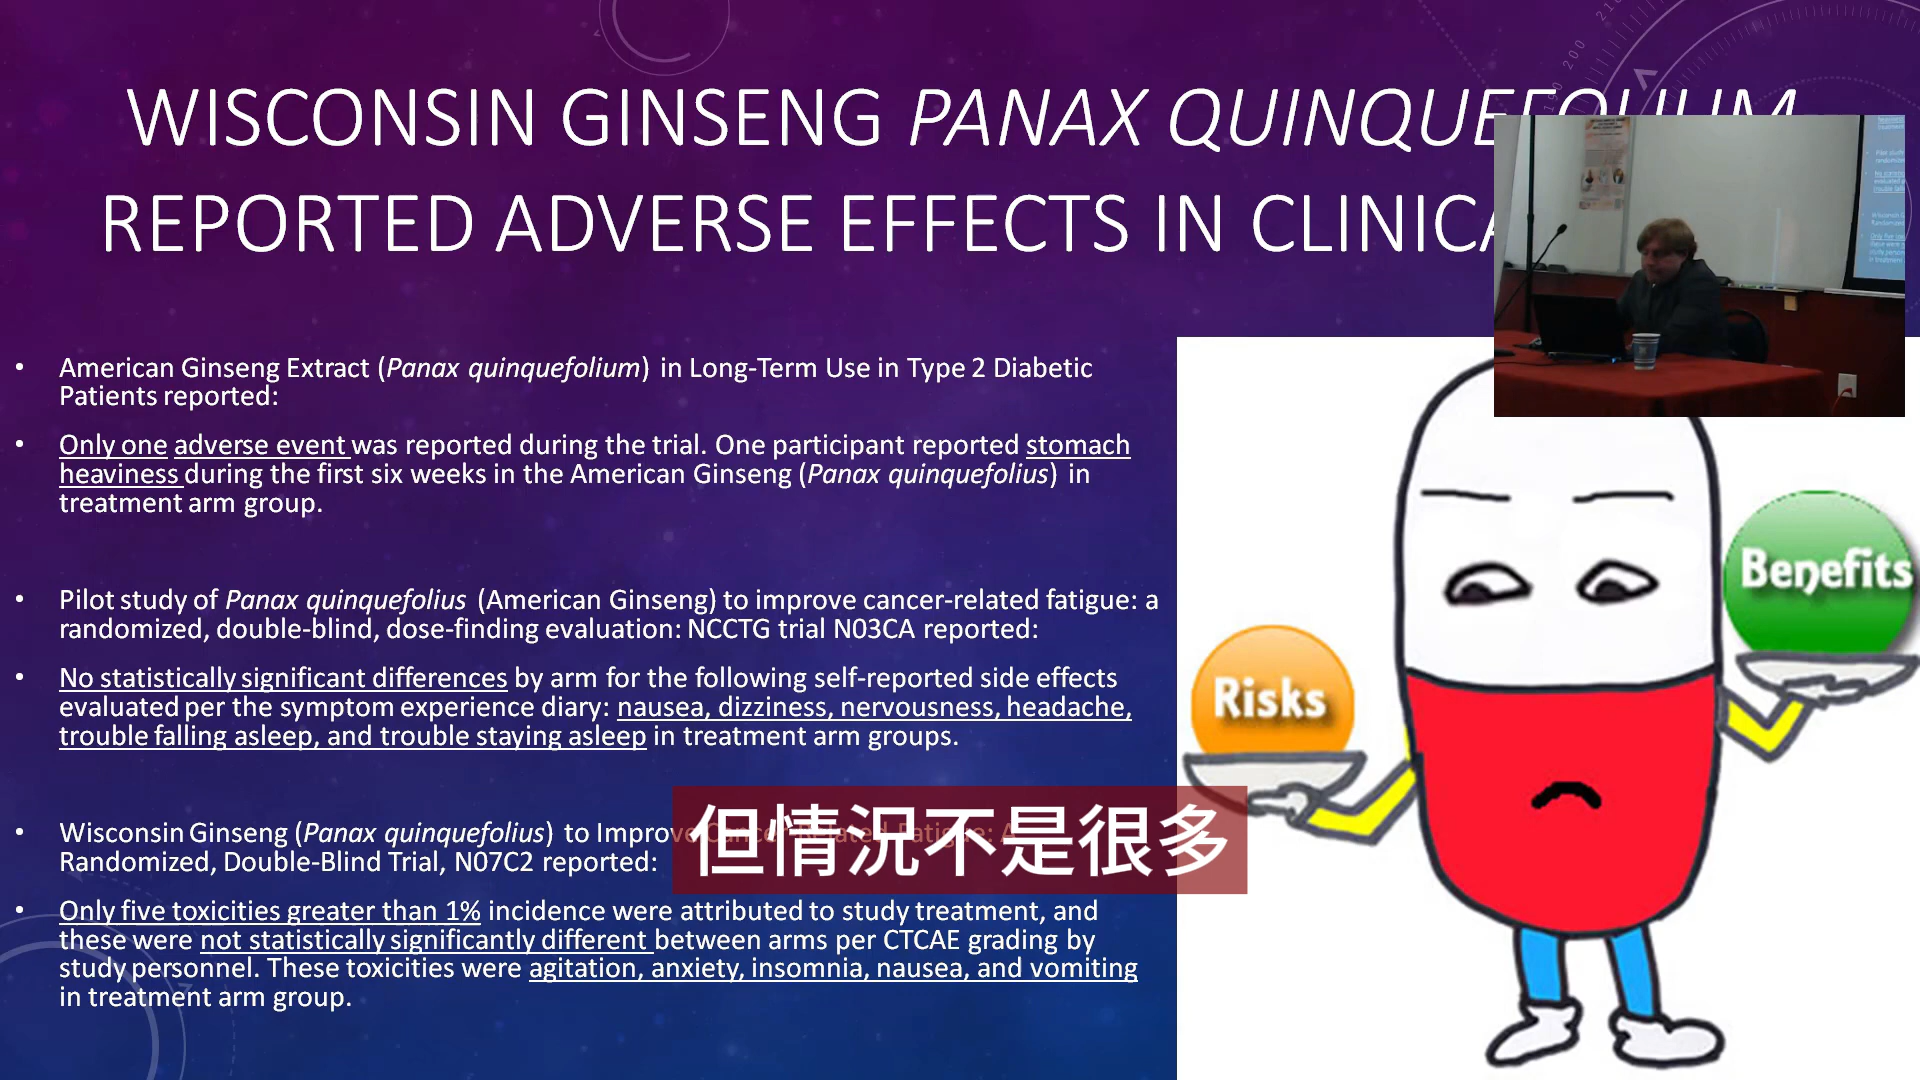 WISCONSIN GINSENG PANAX QUINQUEFOLIUM
REPORTED ADVERSE EFFECTS IN
• American Ginseng Extract (Panax quinquefolium) in Long-Term Use in Type 2 Diabetic
Patients reported:
• Only one adverse event was reported during the trial. One participant reported stomach
heaviness during the first six weeks in the American Ginseng (Panax quinquefolius) in
treatment arm group.
• Pilot study of Panax quinquefolius (American Ginseng) to improve cancer-related fatigue: a
randomized, double-blind, dose-finding evaluation: NCCTG trial N03CA reported:
• No statistically significant differences by arm for the following self-reported side effects
evaluated per the symptom experience diary: nausea, dizziness, nervousness, headache,
trouble falling asleep, and trouble staying asleep in treatment arm groups.
• Wisconsin Ginseng (Panax quinquefolius) to Improve Cancer-Related Fatigue: A
Randomized, Double-Blind Trial, N07C2 reported:
• Only five toxicities greater than 1% incidence were attributed to study treatment, and
these were not statistically significantly different between arms per CTCAE grading by
study personnel. These toxicities were agitation, anxiety, insomnia, nausea, and vomiting
in treatment arm group.
Benefits
Risks
但情況不是很多